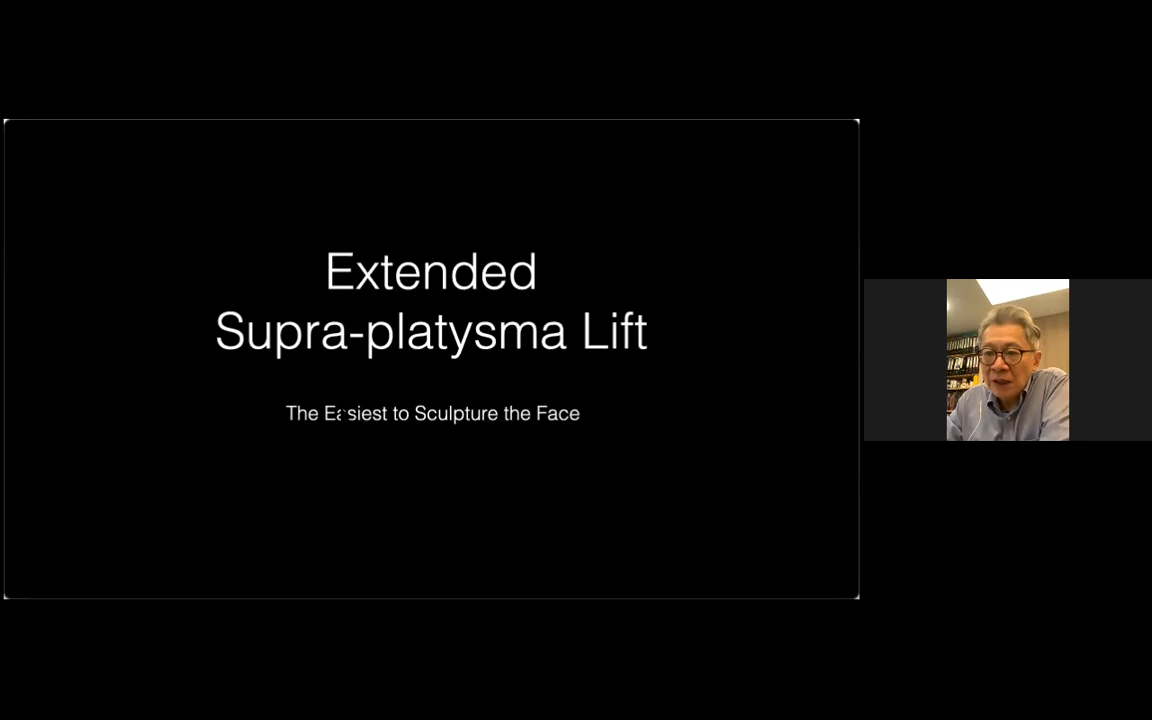 Extended
Supra-platysma Lift
The Easiest to Sculpture the Face